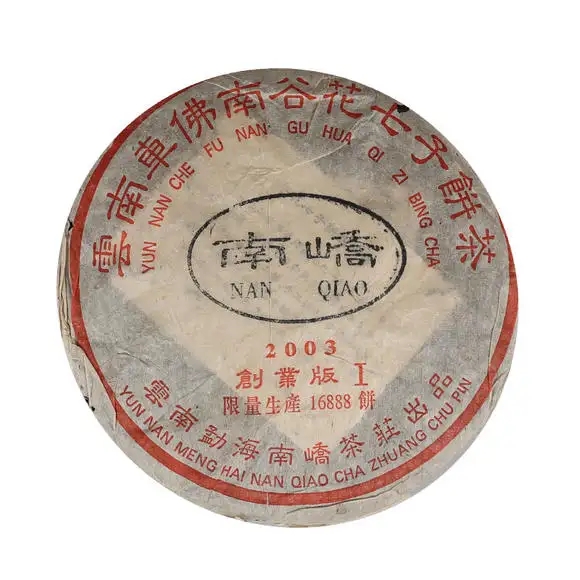 雲南車佛南谷花七子餅茶
YUN NAN CHE FU NAN GU HUA QI ZI BING CHA
南嶠
NAN QIAO
2003
創業版 I
限量生產 16888 餅
雲南勐海南嶠茶莊出品
YUN NAN MENG HAI NAN QIAO CHA ZHUANG CHU PIN